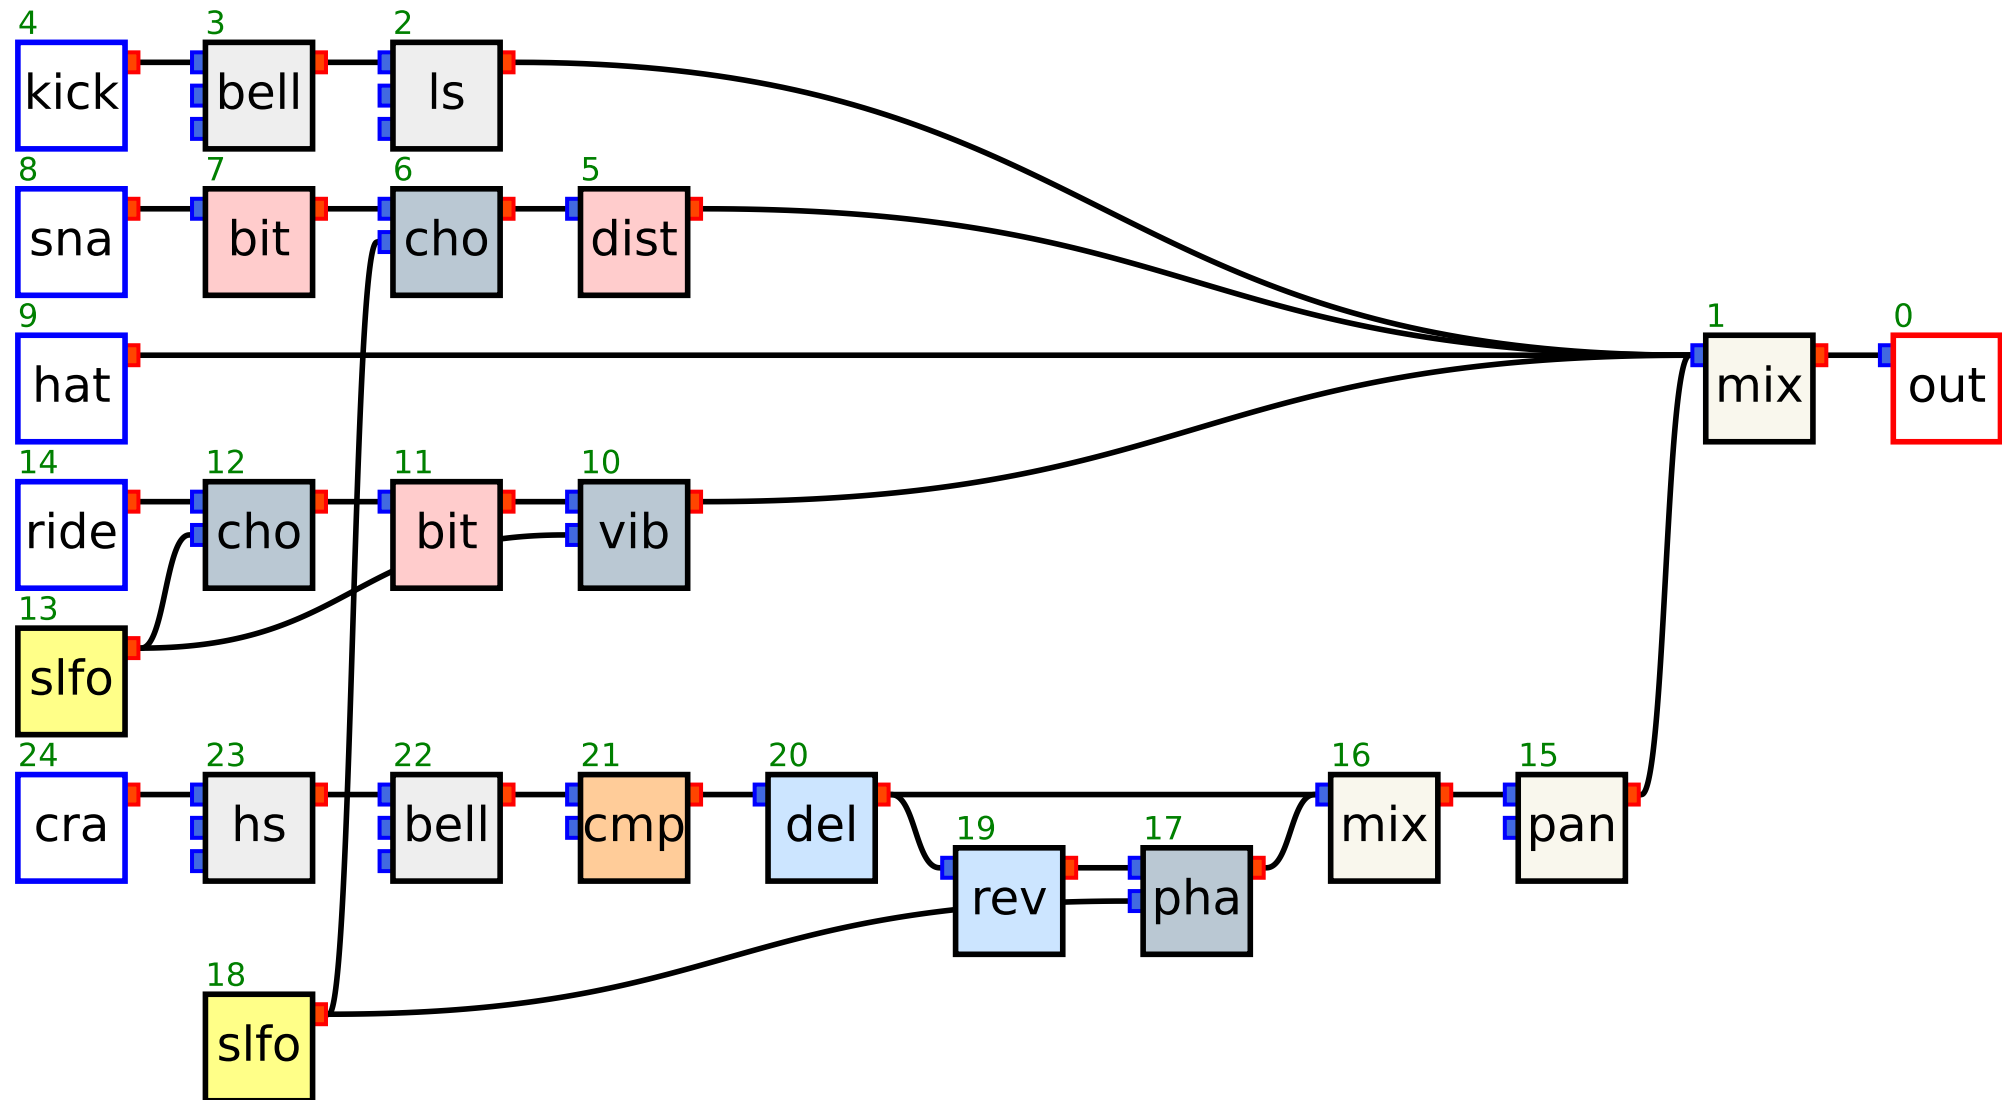 4 3 2
kick bell ls
8 7 6 5
sna bit cho dist
9 1 0
hat mix out
14 12 11 10
ride cho bit vib
13
slfo
24 23 22 21 20 16 15
cra hs bell cmp del mix pan
19 17
rev pha
18
slfo